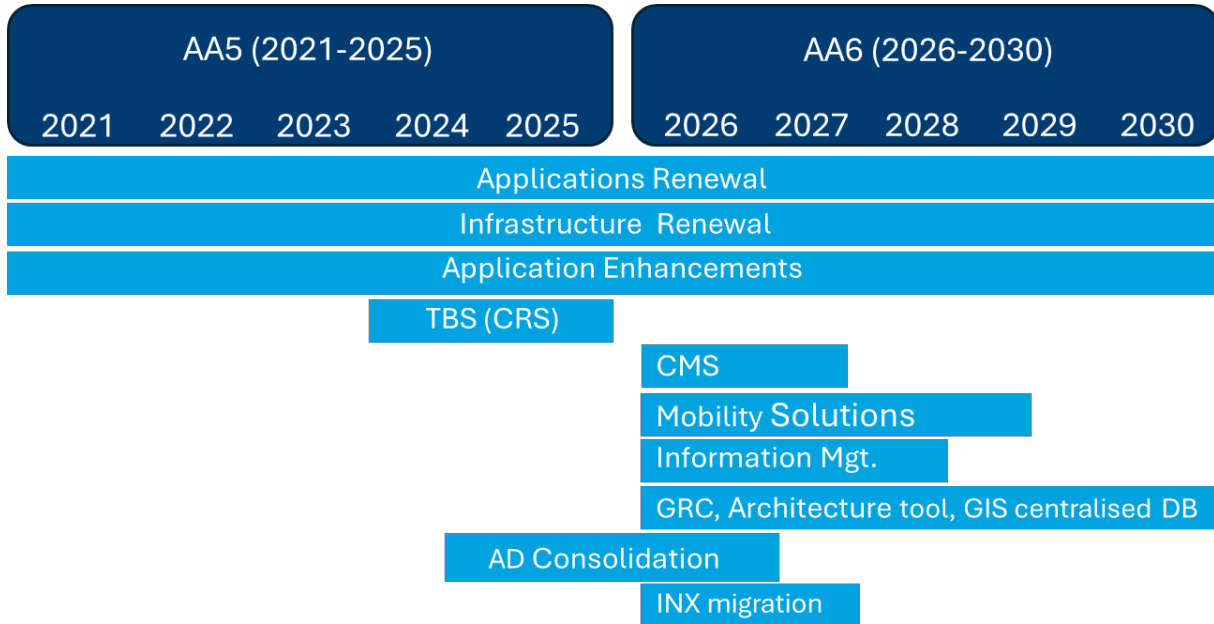 AA5 (2021-2025)
AA6 (2026-2030)
2021 2022 2023 2024 2025
2026 2027 2028 2029 2030
Applications Renewal
Infrastructure Renewal
Application Enhancements
TBS (CRS)
CMS
Mobility Solutions
Information Mgt.
GRC, Architecture tool, GIS centralised DB
AD Consolidation
INX migration